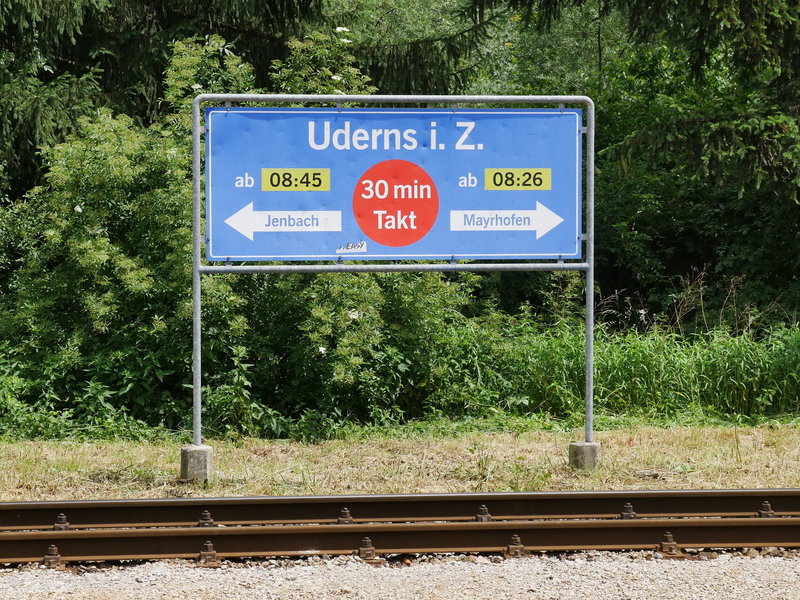 Uderns i. Z.
ab 08:45
Jenbach
30 min
Takt
ab 08:26
Mayrhofen